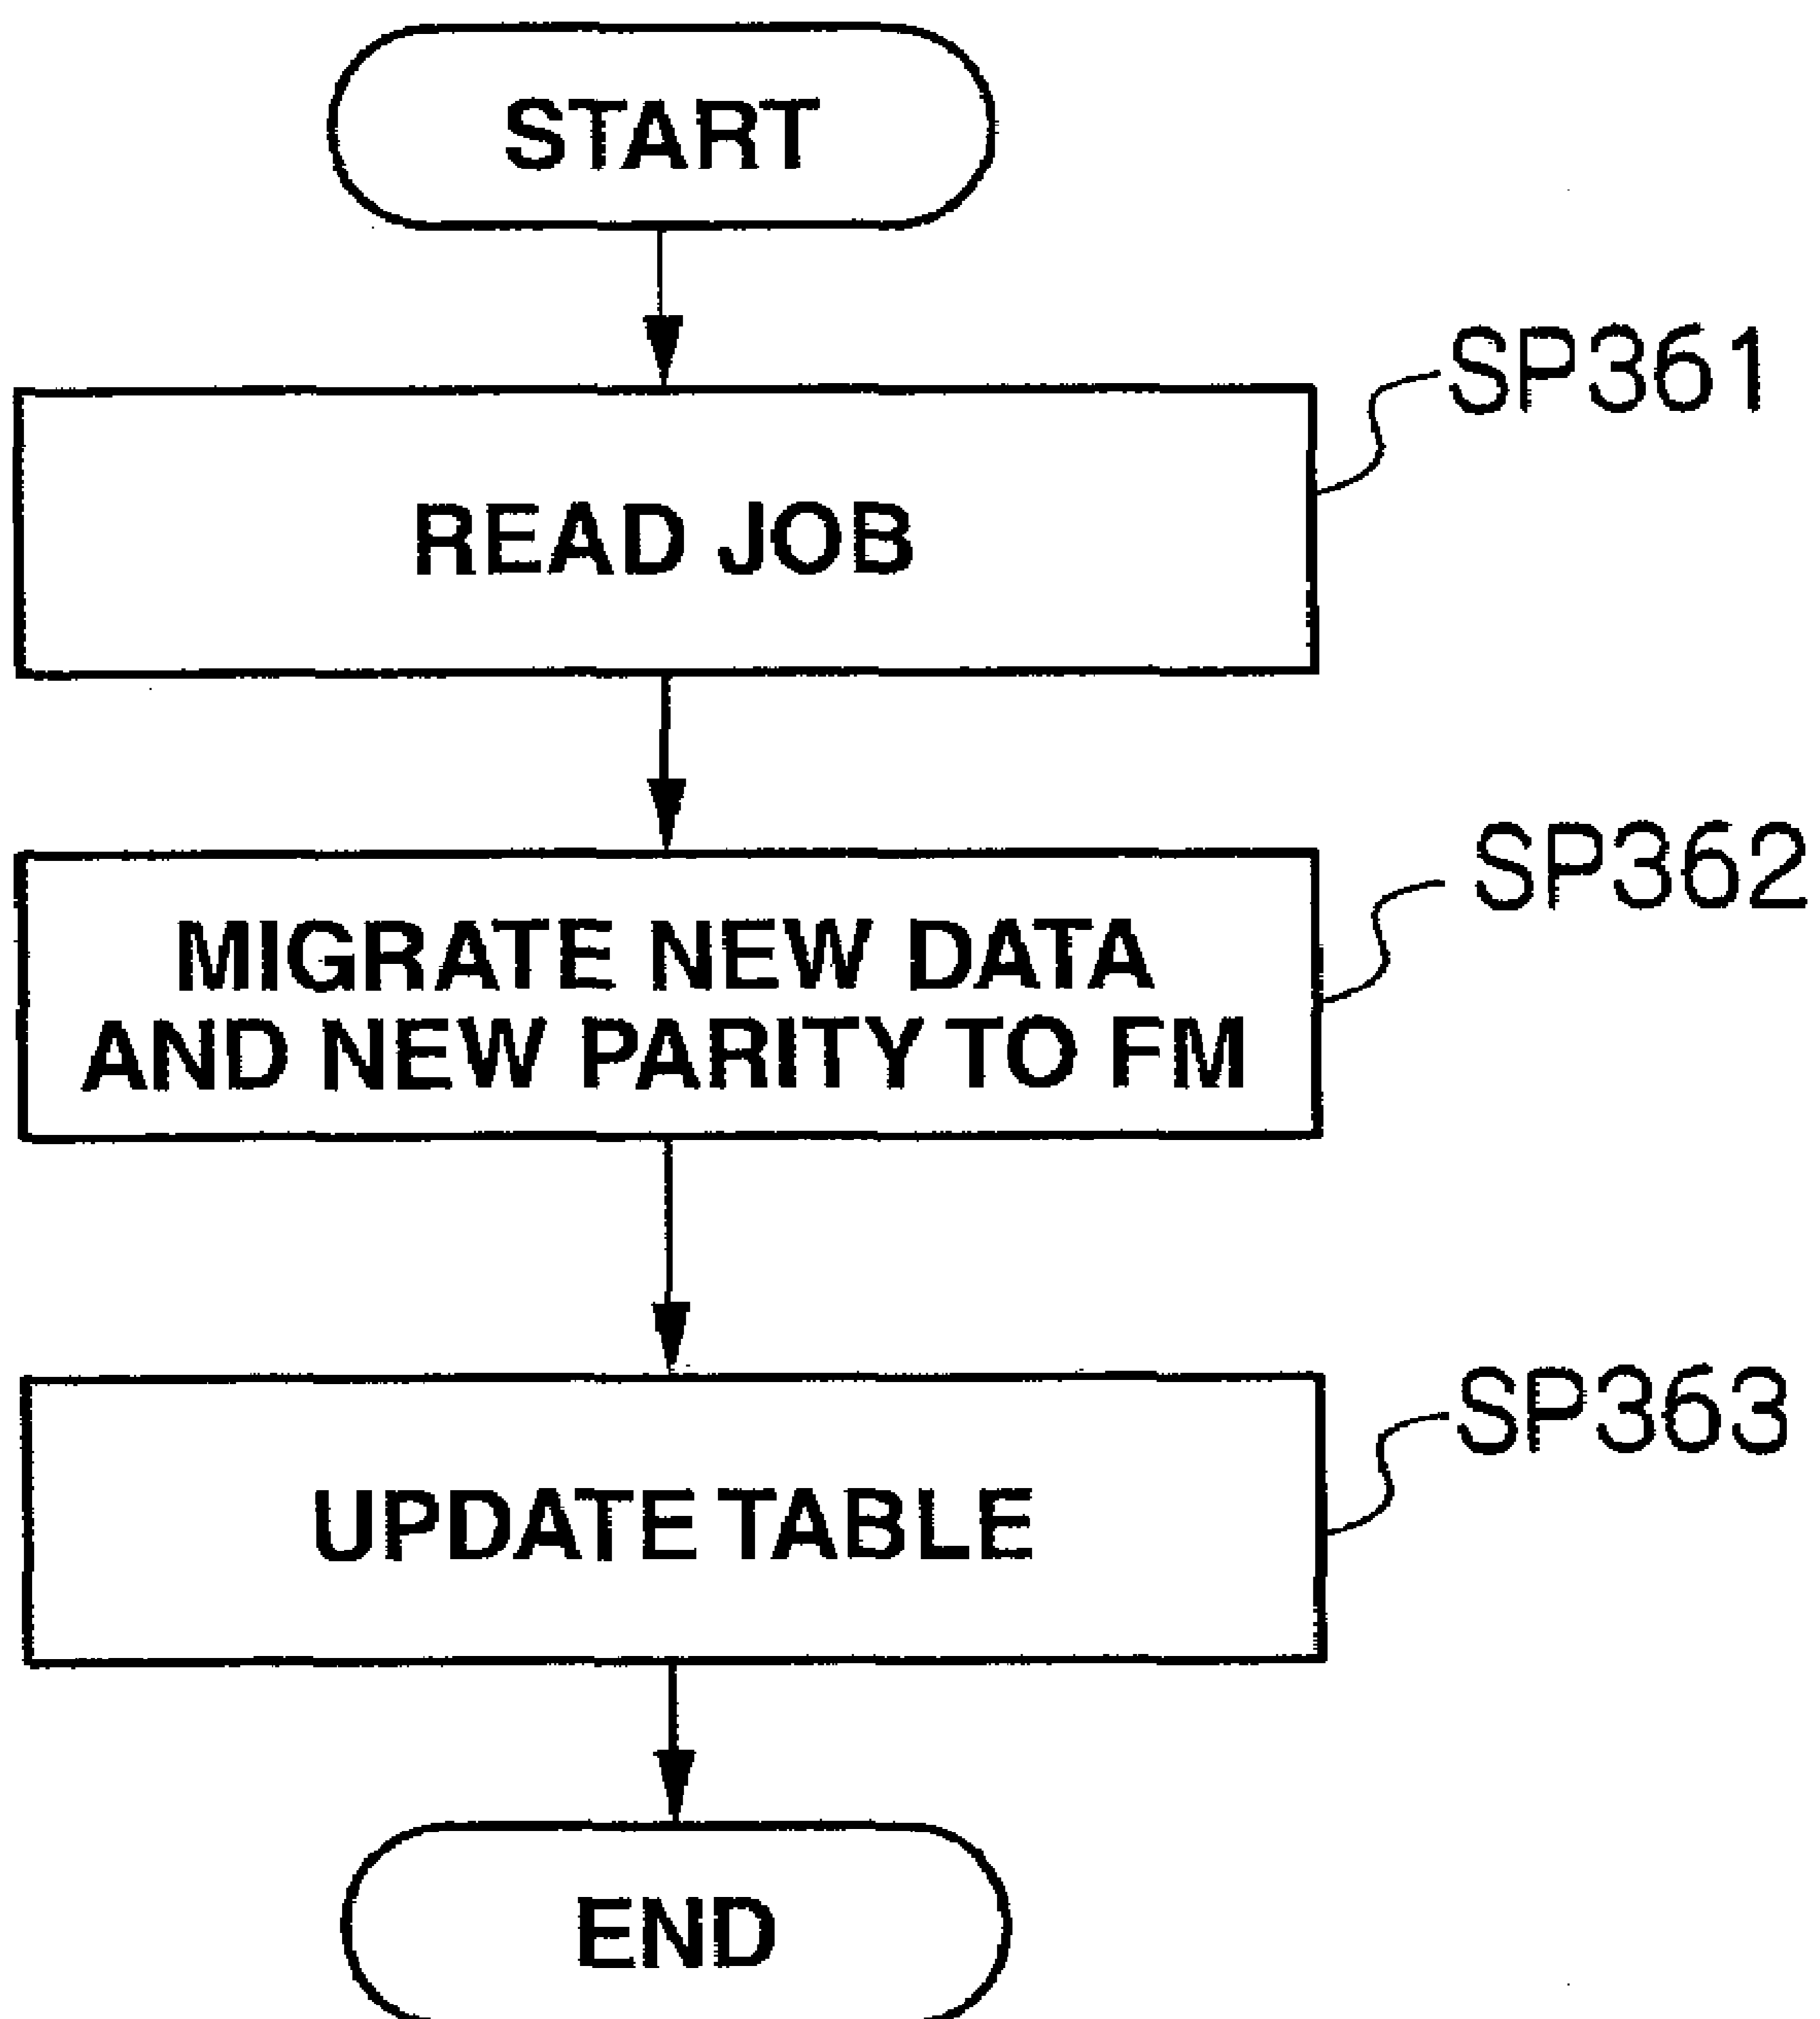 START
SP361
READ JOB
SP362
MIGRATE NEW DATA
AND NEW PARITY TO FM
SP363
UPDATE TABLE
END